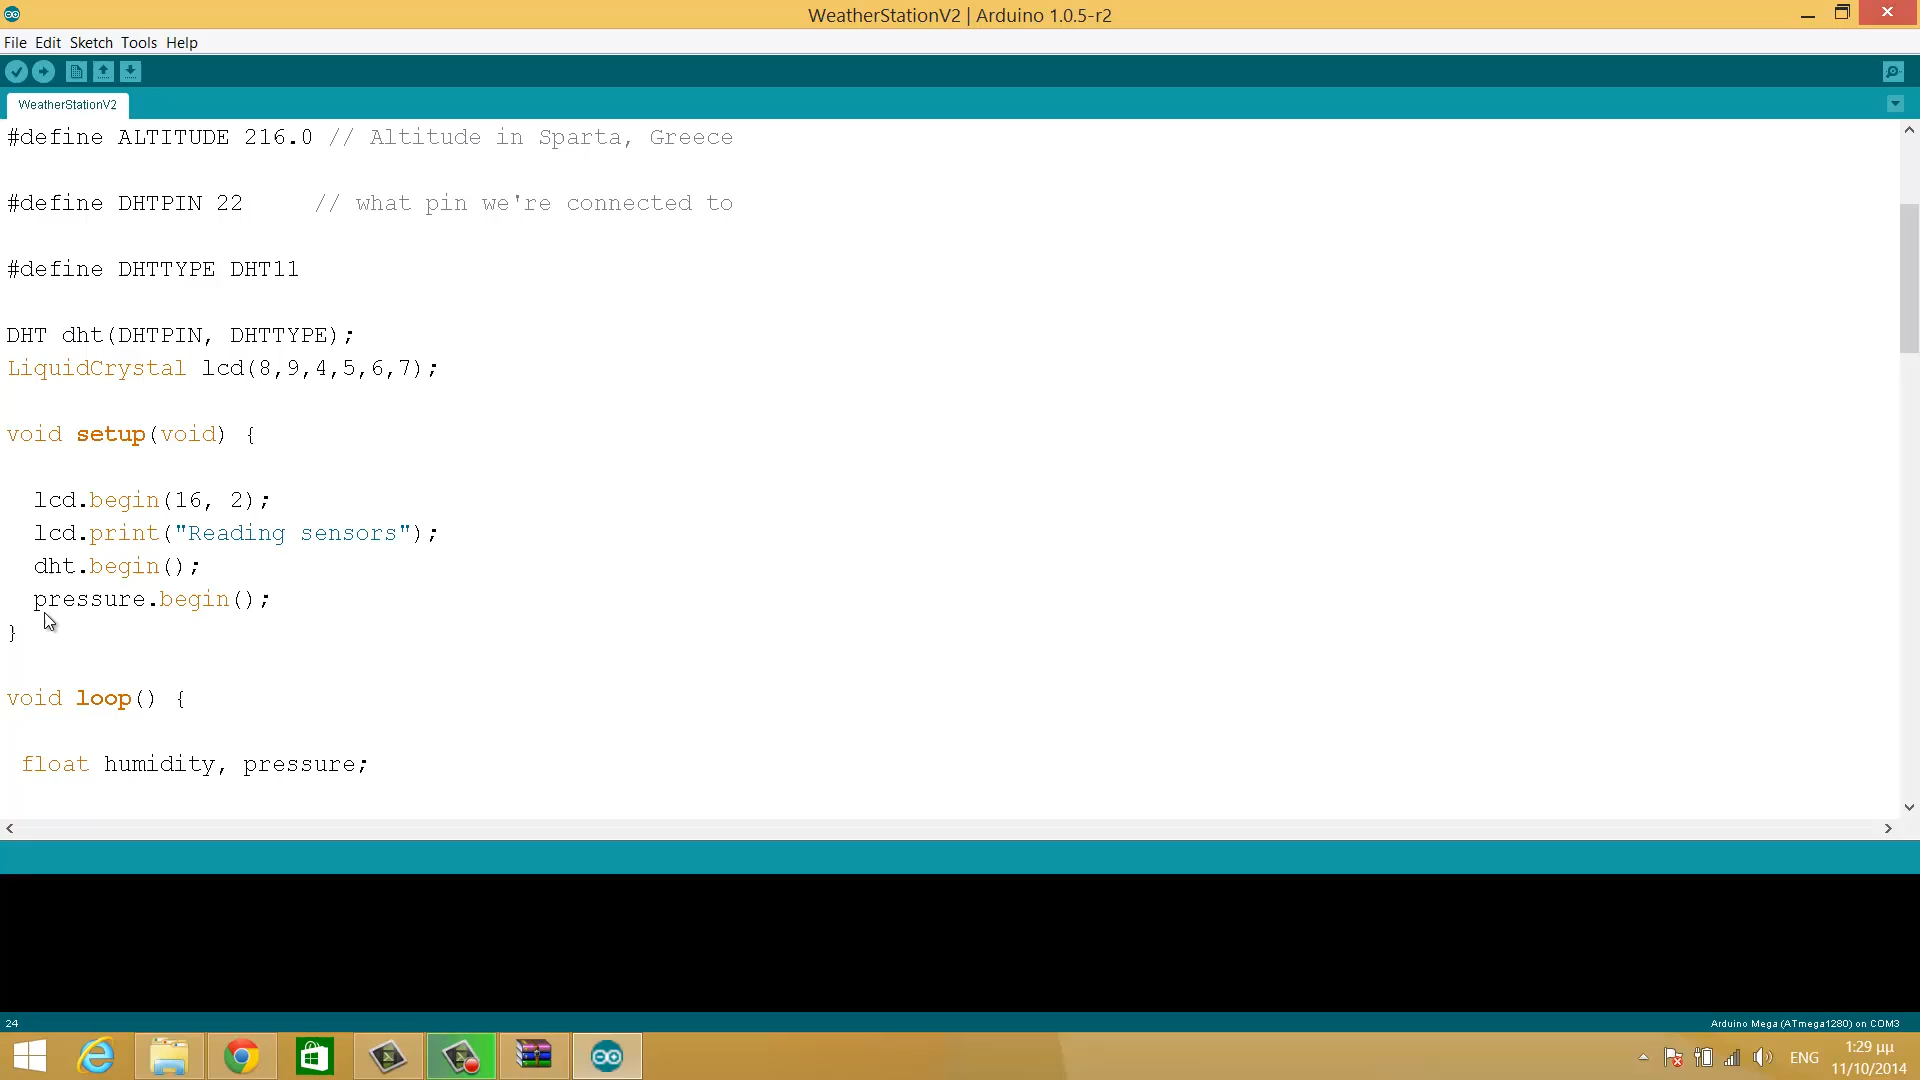 WeatherStationV2 | Arduino 1.0.5-r2
File Edit Sketch Tools Help
WeatherStationV2
#define ALTITUDE 216.0 // Altitude in Sparta, Greece
#define DHTPIN 22     // what pin we're connected to
#define DHTTYPE DHT11
DHT dht(DHTPIN, DHTTYPE);
LiquidCrystal lcd(8,9,4,5,6,7);
void setup(void) {
  lcd.begin(16, 2);
  lcd.print("Reading sensors");
  dht.begin();
  pressure.begin();
}
void loop() {
 float humidity, pressure;
24
Arduino Mega (ATmega1280) on COM3
ENG
1:29 μμ
11/10/2014